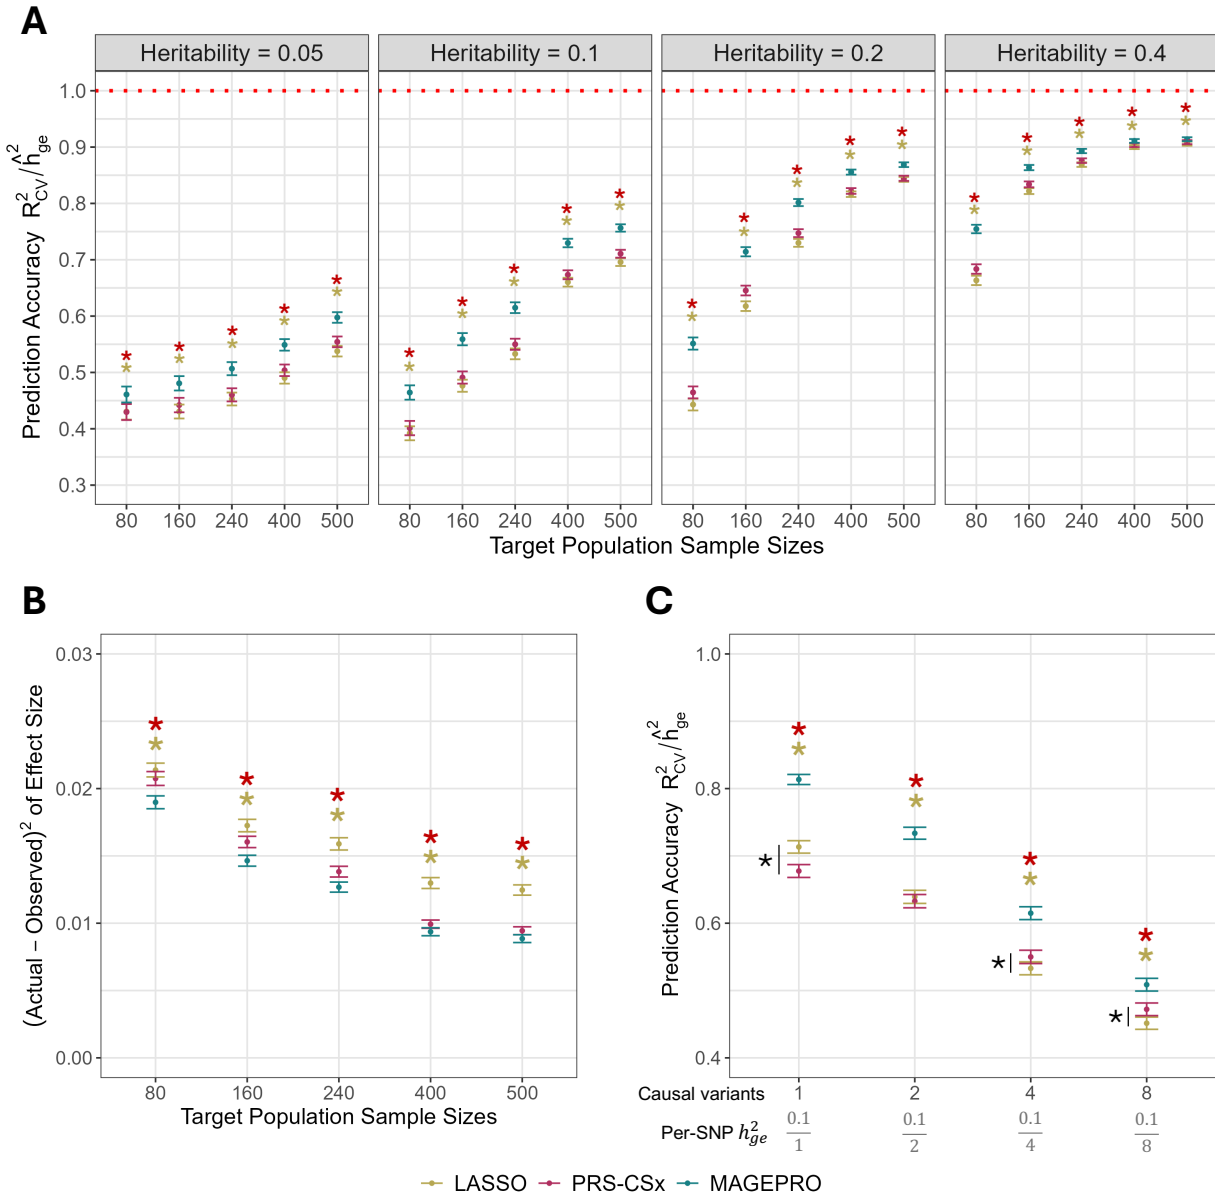 A
Heritability = 0.05 Heritability = 0.1 Heritability = 0.2 Heritability = 0.4
Prediction Accuracy R²CV/ĥ²ge
1.0
0.9
0.8
0.7
0.6
0.5
0.4
0.3
80 160 240 400 500 80 160 240 400 500 80 160 240 400 500 80 160 240 400 500
Target Population Sample Sizes
B
(Actual − Observed)² of Effect Size
0.03
0.02
0.01
0.00
80 160 240 400 500
Target Population Sample Sizes
C
Prediction Accuracy R²CV/ĥ²ge
1.0
0.8
0.6
0.4
Causal variants 1 2 4 8
Per-SNP h²ge 0.1/1 0.1/2 0.1/4 0.1/8
LASSO PRS-CSx MAGEPRO